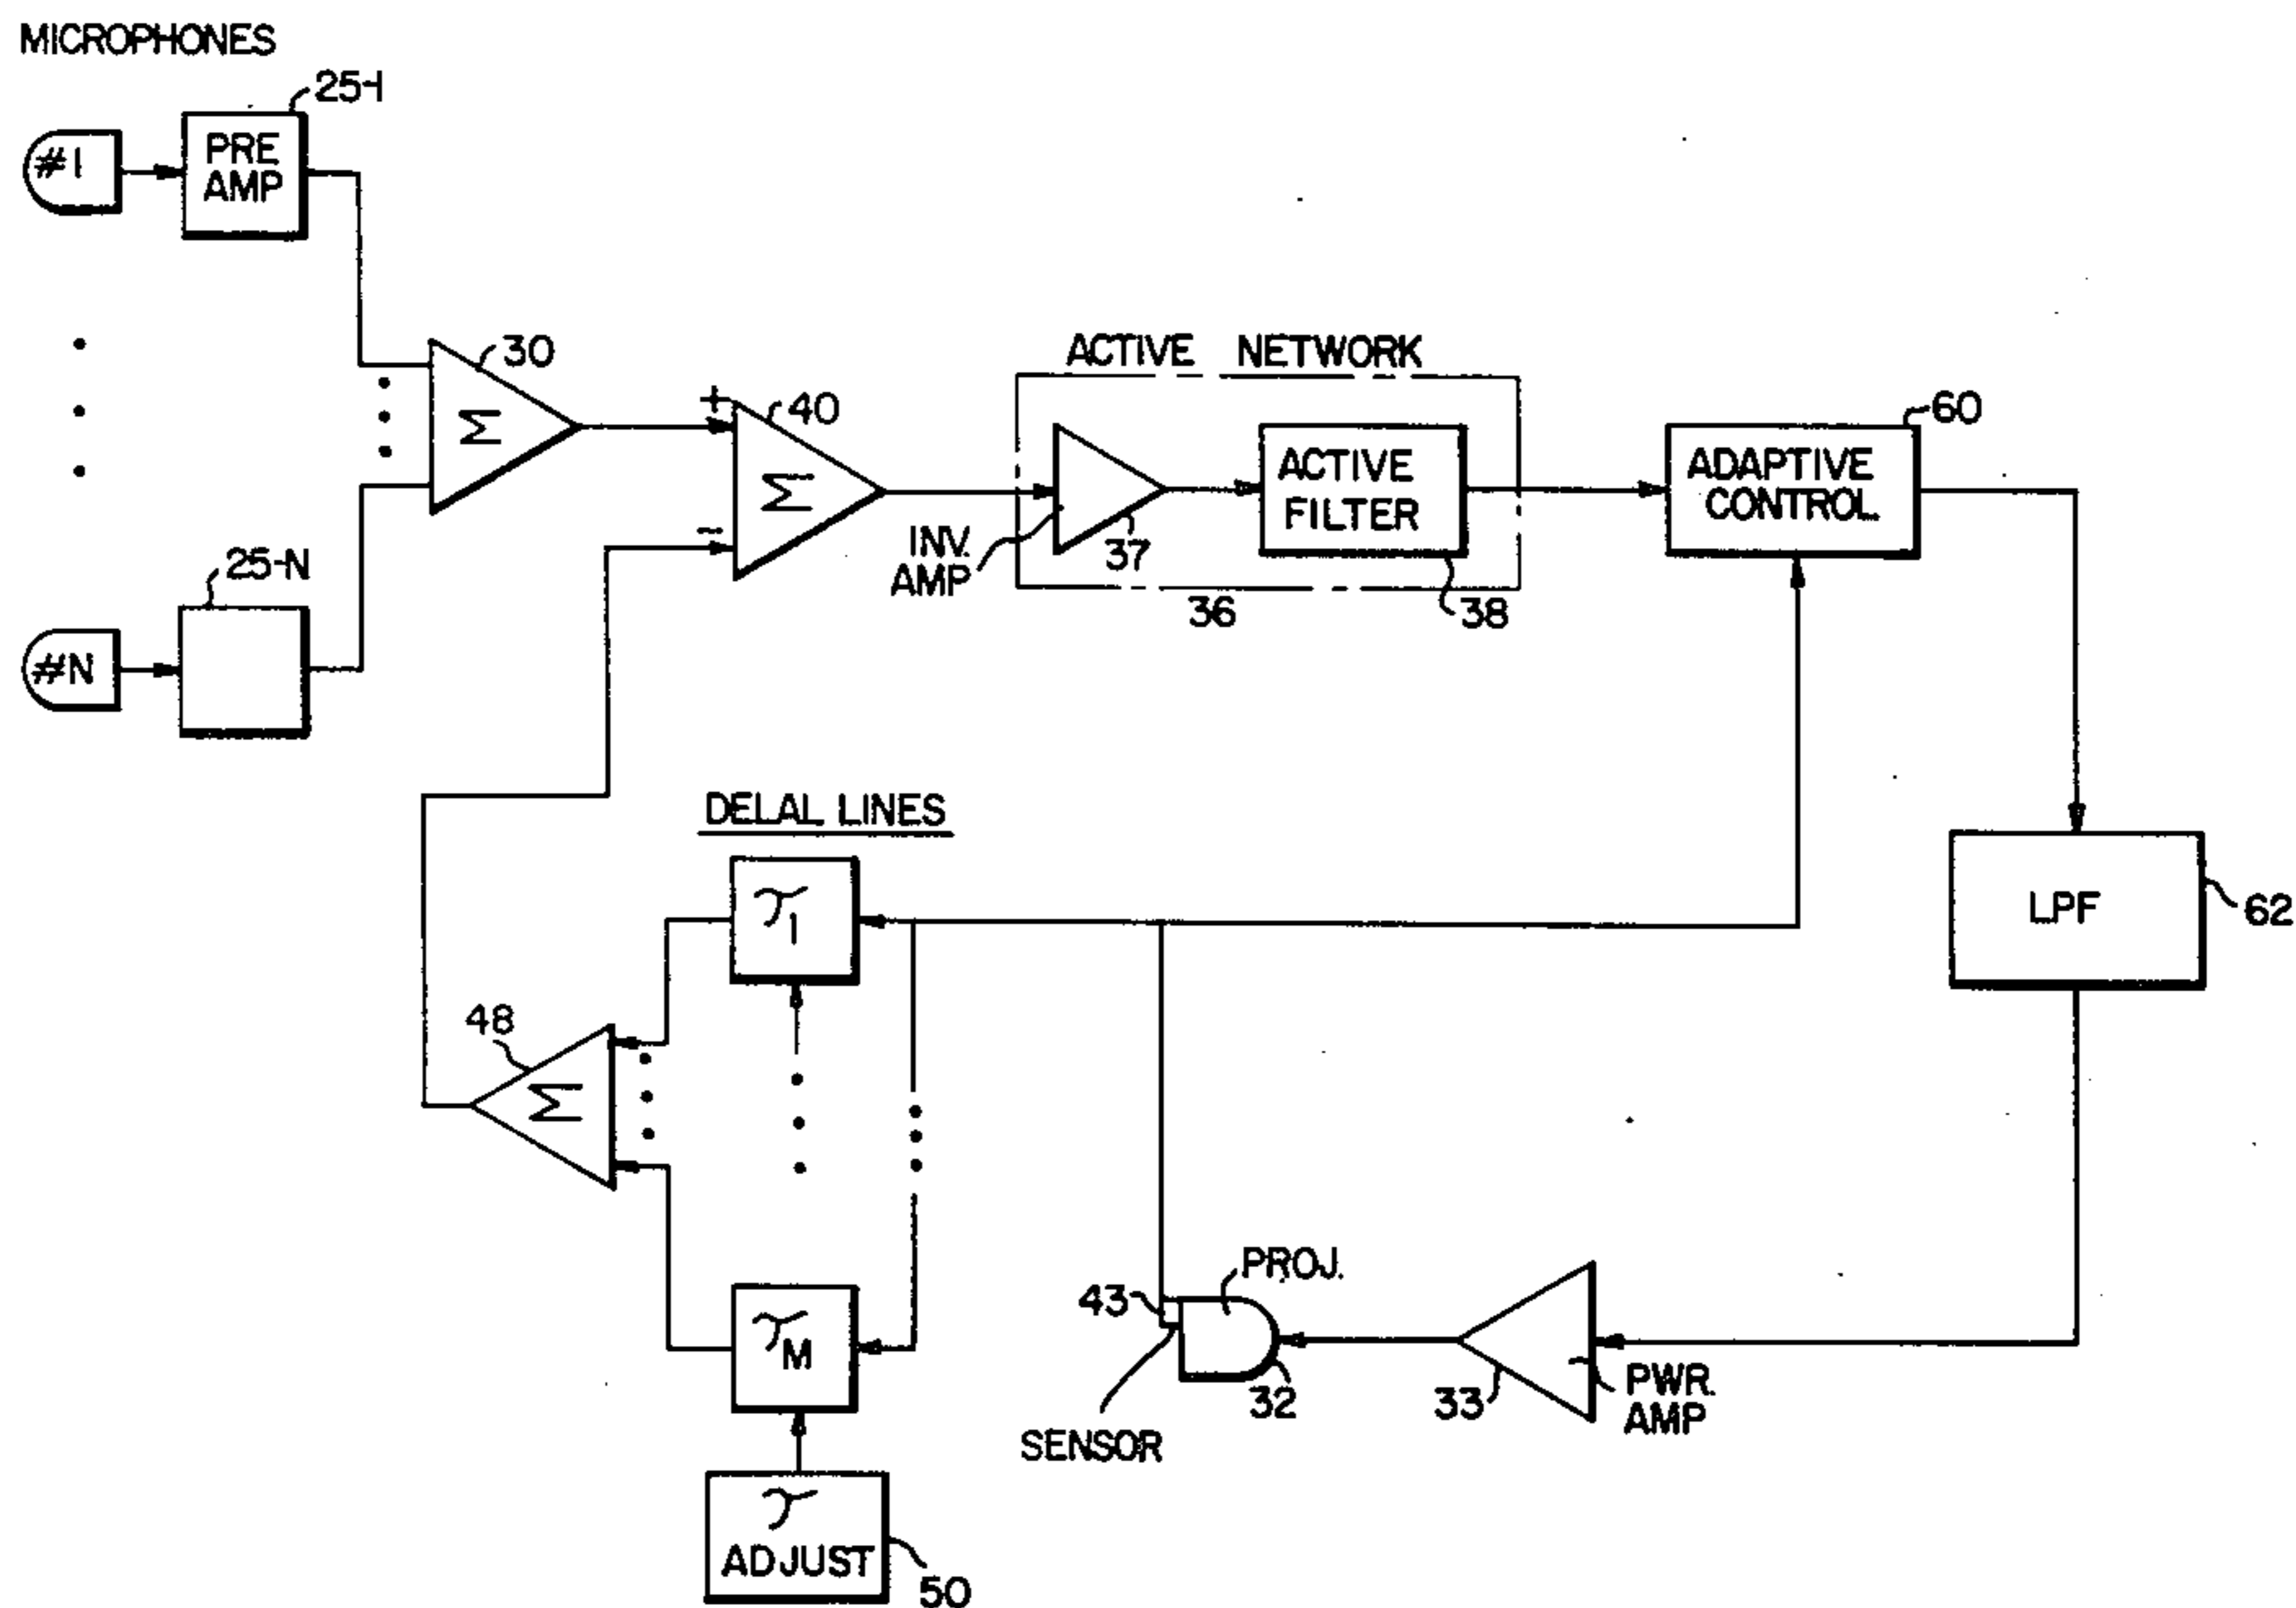 MICROPHONES
25-1
#1
PRE
AMP
30
Σ
+
40
Σ
-
ACTIVE NETWORK
INV.
AMP
37
ACTIVE
FILTER
36
38
60
ADAPTIVE
CONTROL
25-N
#N
DELAL LINES
τ1
LPF
62
48
Σ
τM
43
PROJ.
32
SENSOR
33
PWR.
AMP
τ
ADJUST
50